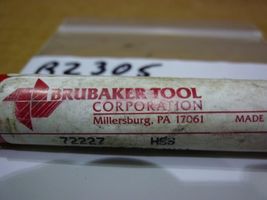 R2305
BRUBAKER TOOL
CORPORATION
Millersburg, PA 17061 MADE
72227 HSS